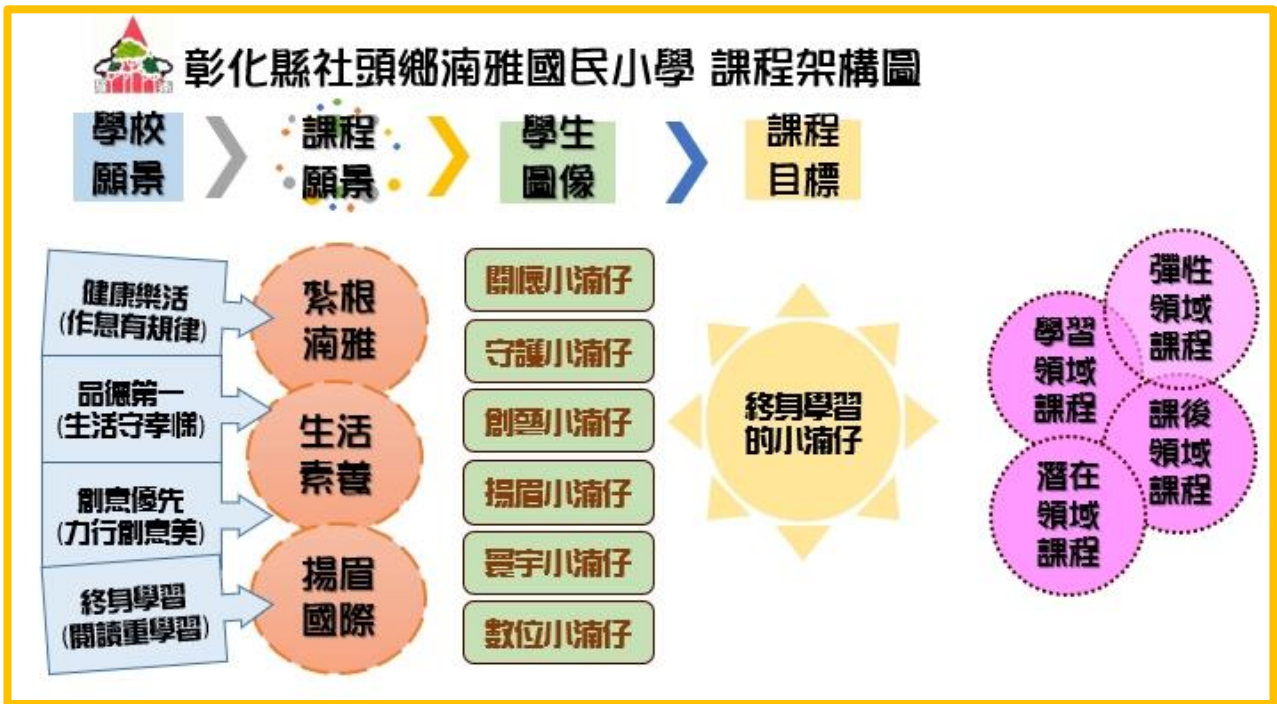 彰化縣社頭鄉湳雅國民小學 課程架構圖
學校
願景
課程
願景
學生
圖像
課程
目標
健康樂活
(作息有規律)
品德第一
(生活守孝悌)
創意優先
(力行創意美)
終身學習
(閱讀重學習)
紮根
湳雅
生活
素養
揚眉
國際
關懷小湳仔
守護小湳仔
創藝小湳仔
揚眉小湳仔
寰宇小湳仔
數位小湳仔
終身學習
的小湳仔
彈性
領域
課程
學習
領域
課程
課後
領域
課程
潛在
領域
課程